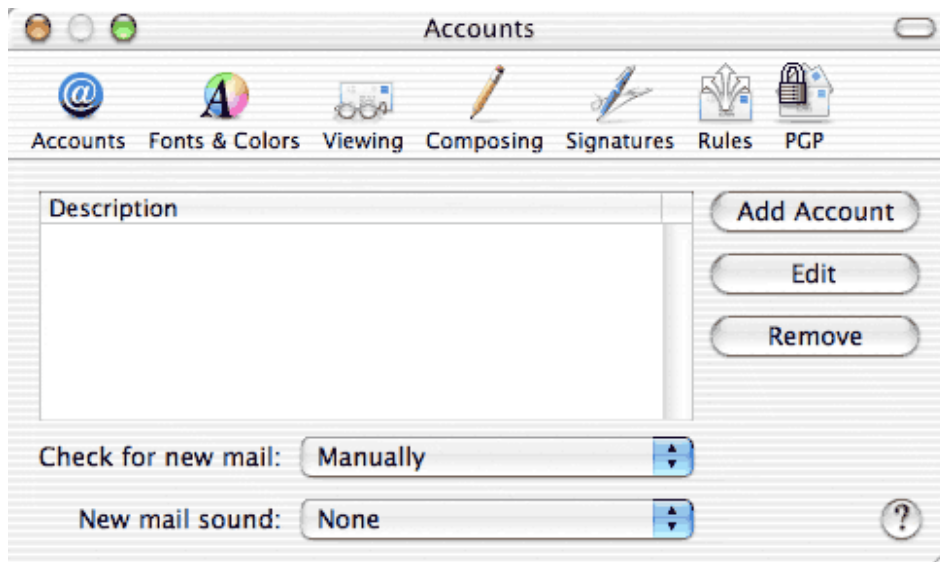 Accounts
Accounts Fonts & Colors Viewing Composing Signatures Rules PGP
Description
Add Account
Edit
Remove
Check for new mail: Manually
New mail sound: None
?